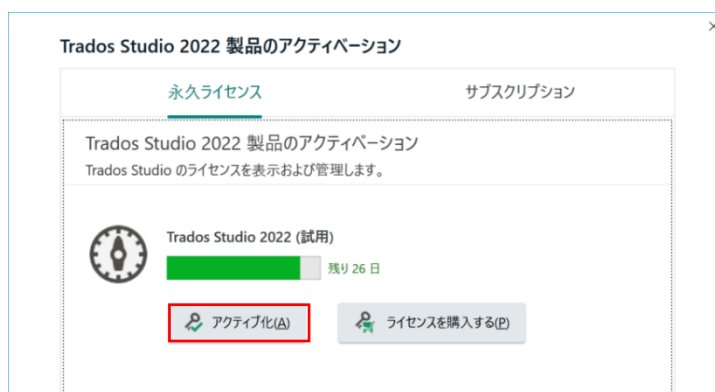 Trados Studio 2022 製品のアクティベーション
永久ライセンス
サブスクリプション
Trados Studio 2022 製品のアクティベーション
Trados Studio のライセンスを表示および管理します。
Trados Studio 2022 (試用)
残り 26 日
アクティブ化(A)
ライセンスを購入する(P)